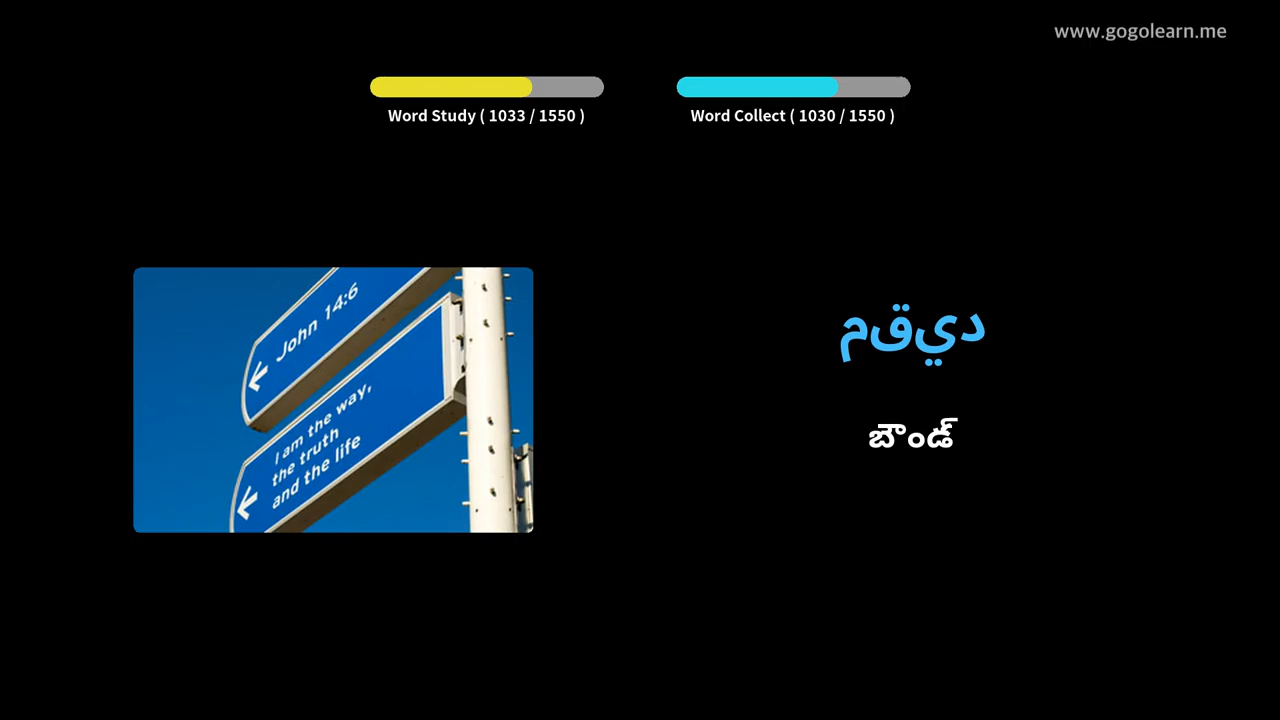 www.gogolearn.me
Word Study ( 1033 / 1550 )
Word Collect ( 1030 / 1550 )
John 14:6
I am the way,
the truth
and the life
ديقم
బౌండ్